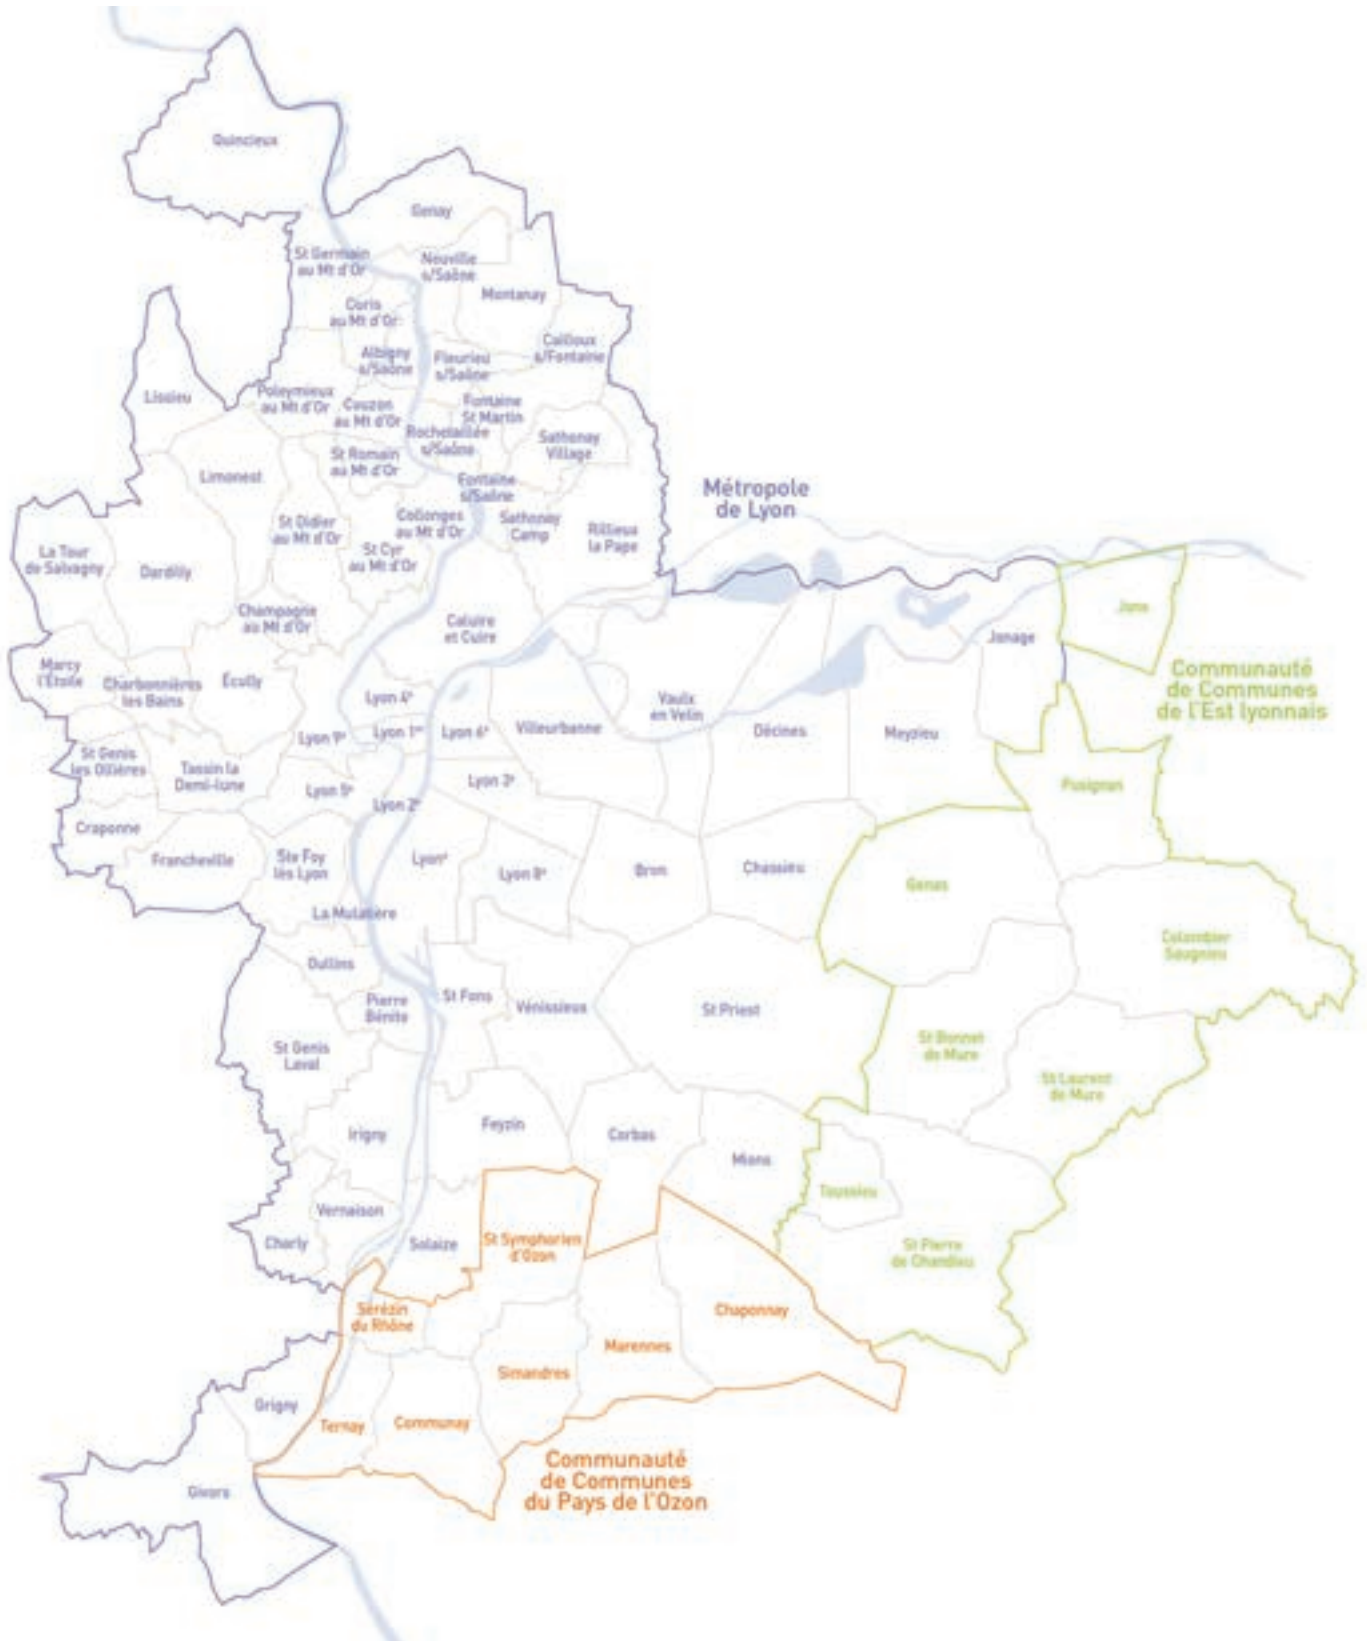 Quincieux
Genay
St Germain
au Mt d'Or
Neuville
s/Saône
Montanay
Curis
au Mt d'Or
Cailloux
s/Fontaine
Albigny
s/Saône
Fleurieu
s/Saône
Lissieu
Poleymieux
au Mt d'Or
Couzon
au Mt d'Or
Fontaine
St Martin
Rochetaillée
s/Saône
Sathonay
Village
St Romain
au Mt d'Or
Limonest
Fontaine
s/Saône
Métropole
de Lyon
St Didier
au Mt d'Or
Collonges
au Mt d'Or
Sathonay
Camp
Rillieux
la Pape
La Tour
de Salvagny
Dardilly
St Cyr
au Mt d'Or
Champagne
au Mt d'Or
Caluire
et Cuire
Jons
Jonage
Marcy
l'Étoile
Charbonnières
les Bains
Écully
Communauté
de Communes
de l'Est lyonnais
Lyon 4e
Vaulx
en Velin
Lyon 9e
Lyon 1er
Lyon 6e
Villeurbanne
Décines
Meyzieu
St Genis
les Ollières
Tassin la
Demi-lune
Lyon 5e
Lyon 3e
Lyon 2e
Pusignan
Craponne
Francheville
Ste Foy
lès Lyon
Lyone
Lyon 8e
Bron
Chassieu
Genas
La Mulatière
Colombier
Saugnieu
Oullins
Pierre
Bénite
St Fons
Vénissieux
St Priest
St Bonnet
de Mure
St Genis
Laval
St Laurent
de Mure
Irigny
Feyzin
Corbas
Mions
Toussieu
Vernaison
Charly
Solaize
St Symphorien
d'Ozon
St Pierre
de Chandieu
Sérézin
du Rhône
Chaponnay
Marennes
Simandres
Grigny
Ternay
Communay
Communauté
de Communes
du Pays de l'Ozon
Givors